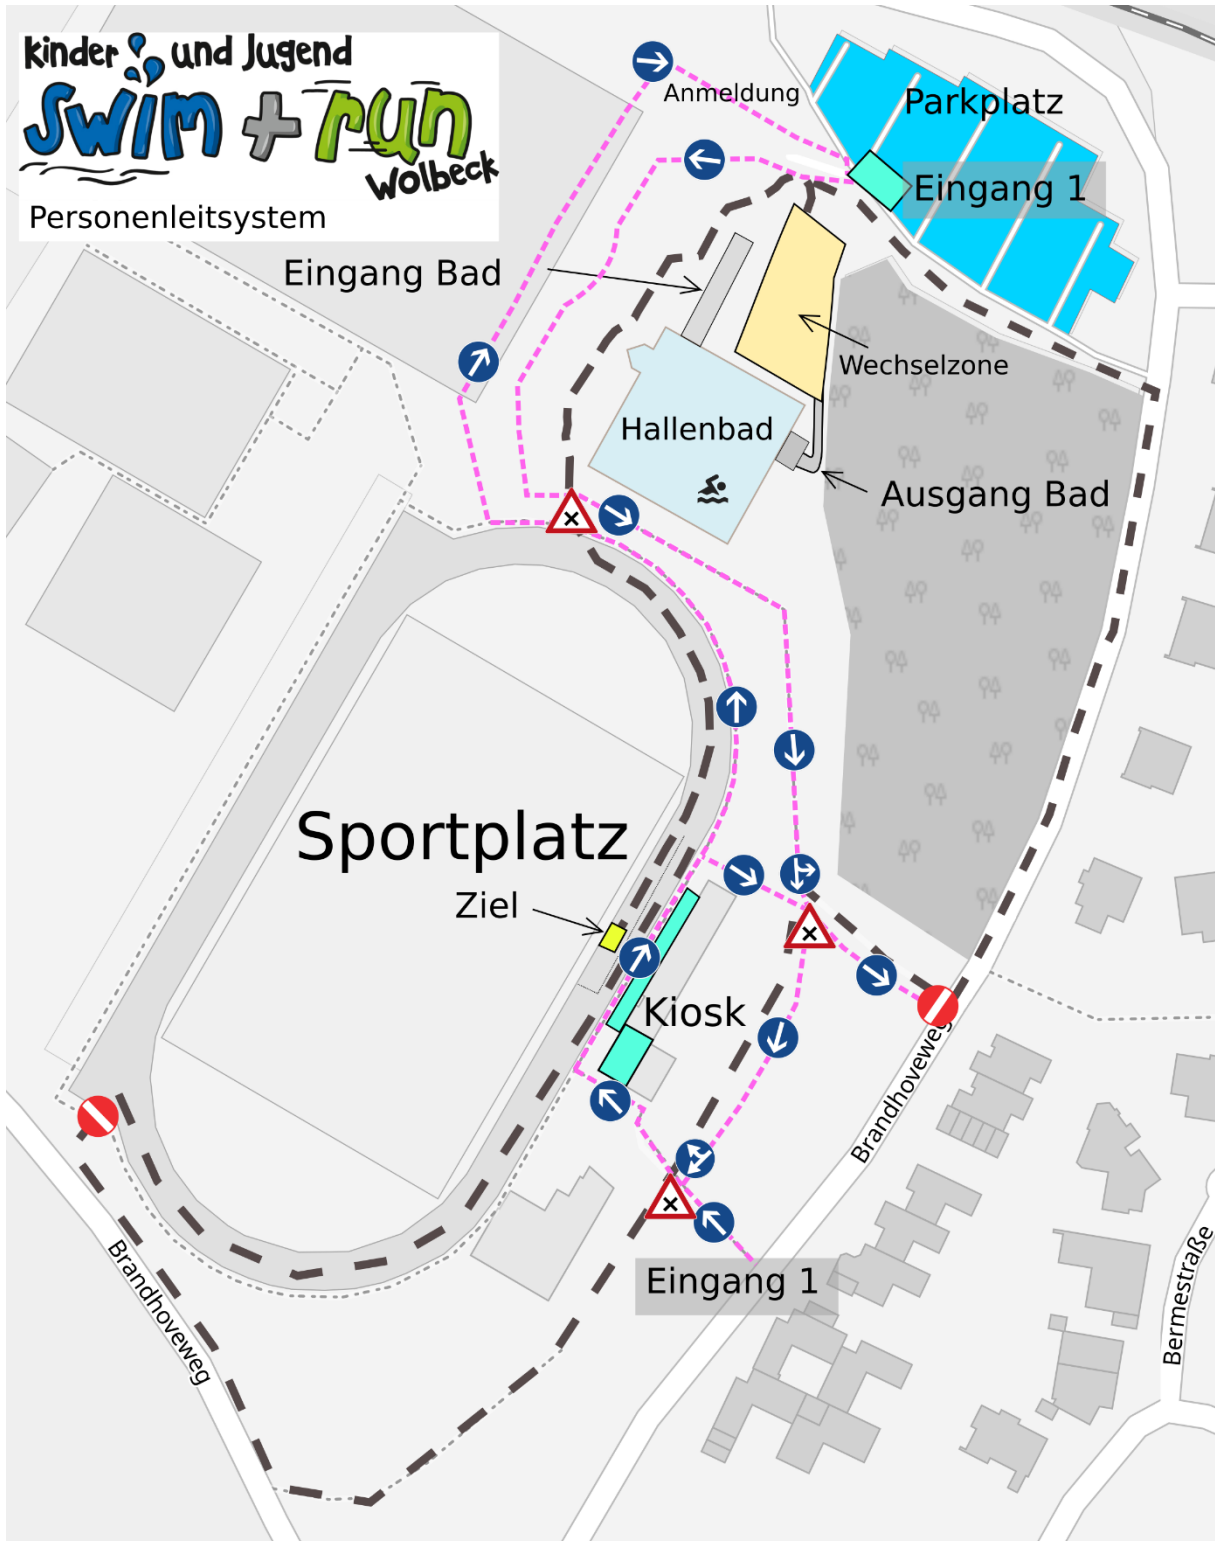 kinder und Jugend
swim + run
Wolbeck
Personenleitsystem
Anmeldung
Parkplatz
Eingang 1
Eingang Bad
Wechselzone
Hallenbad
Ausgang Bad
Sportplatz
Ziel
Kiosk
Brandhoveweg
Eingang 1
Brandhoveweg
Bermestraße